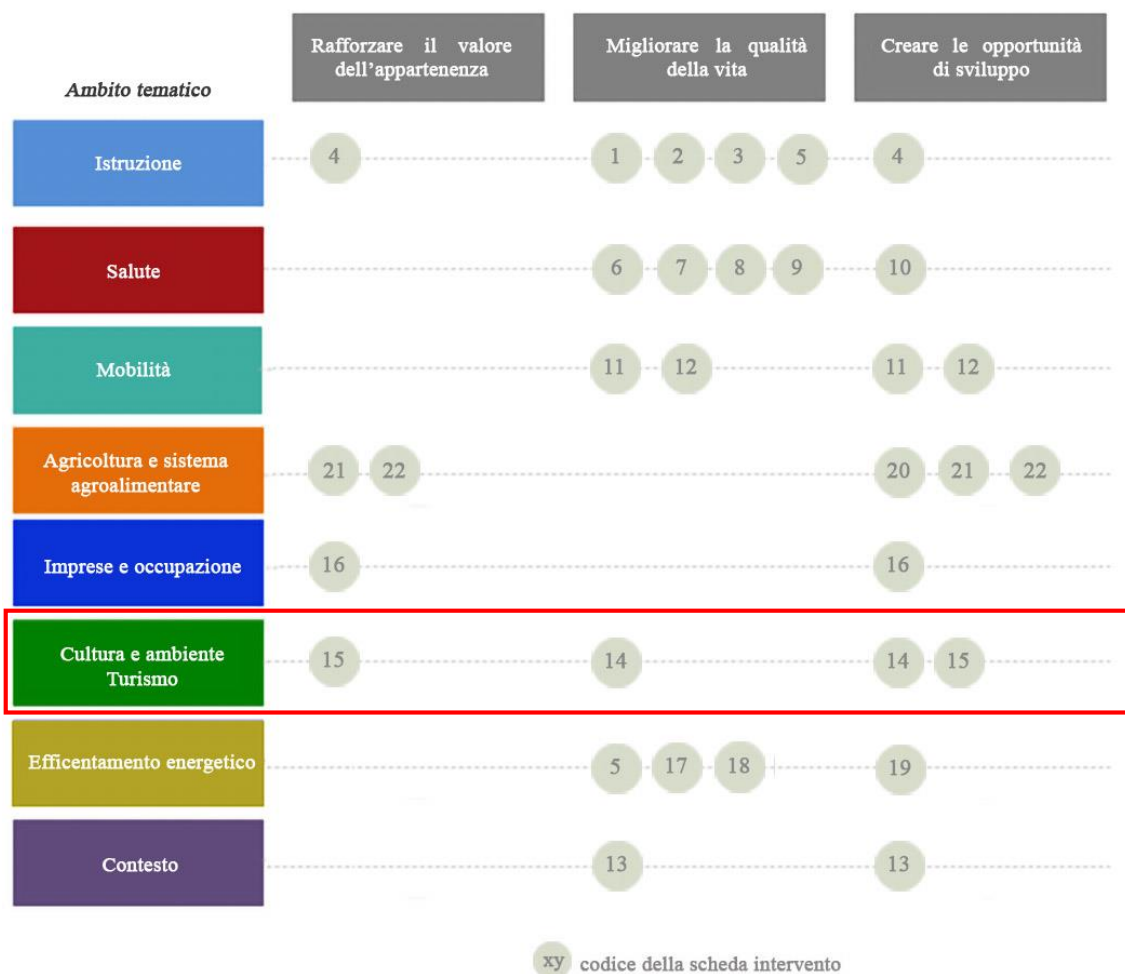 Rafforzare il valore
dell'appartenenza
Migliorare la qualità
della vita
Creare le opportunità
di sviluppo
Ambito tematico
Istruzione
4
1 2 3 5
4
Salute
6 7 8 9
10
Mobilità
11 12
11 12
Agricoltura e sistema
agroalimentare
21 22
20 21 22
Imprese e occupazione
16
16
Cultura e ambiente
Turismo
15
14
14 15
Efficentamento energetico
5 17 18
19
Contesto
13
13
xy codice della scheda intervento